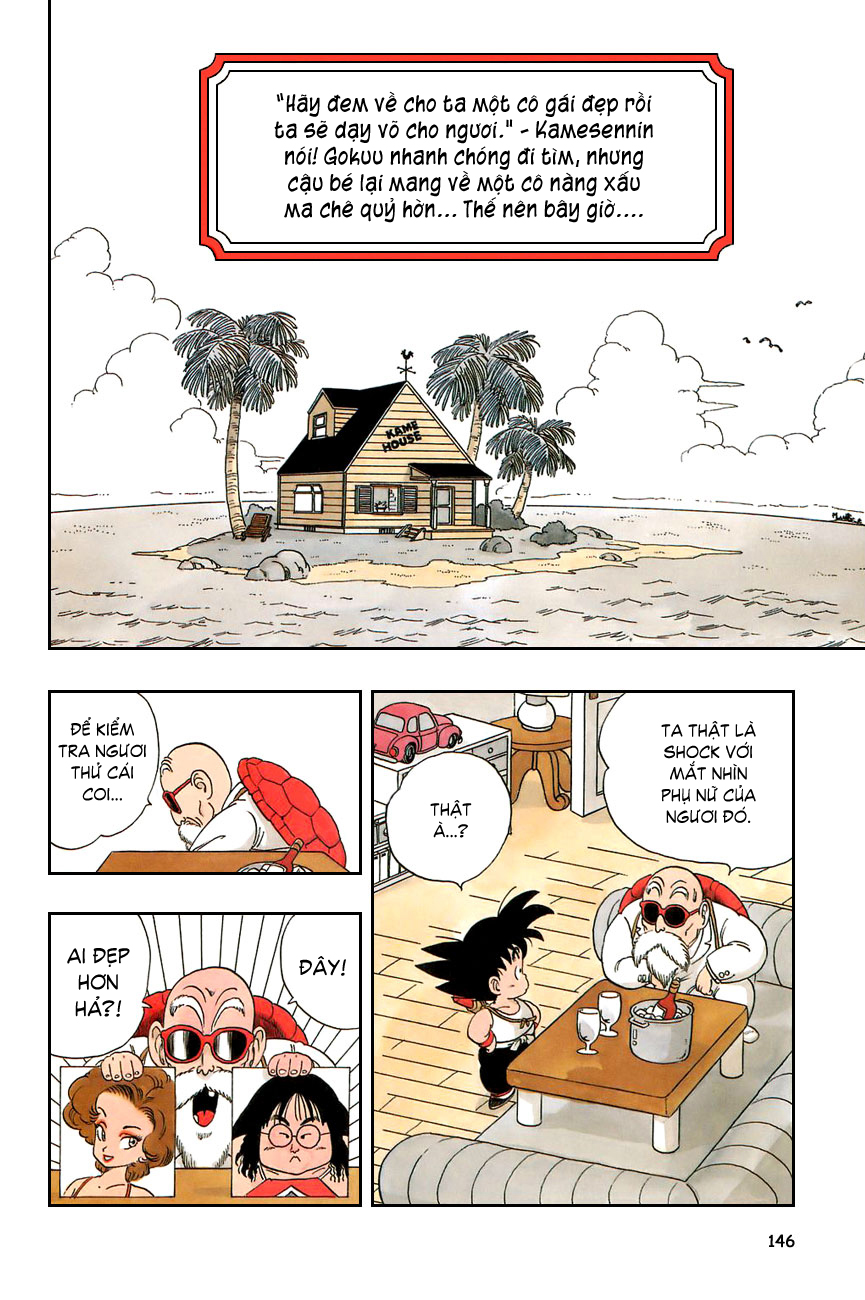 "Hãy đem về cho ta một cô gái đẹp rồi
ta sẽ dạy võ cho ngươi." - Kamesennin
nói! Gokuu nhanh chóng đi tìm, nhưng
cậu bé lại mang về một cô nàng xấu
ma chê quỷ hờn... Thế nên bây giờ....
KAME
HOUSE
TA THẬT LÀ
SHOCK VỚI
MẮT NHÌN
PHỤ NỮ CỦA
NGƯƠI ĐÓ.
THẬT
À...?
ĐỂ KIỂM
TRA NGƯƠI
THỬ CÁI
COI...
ĐÂY!
AI ĐẸP
HƠN
HẢ?!
146